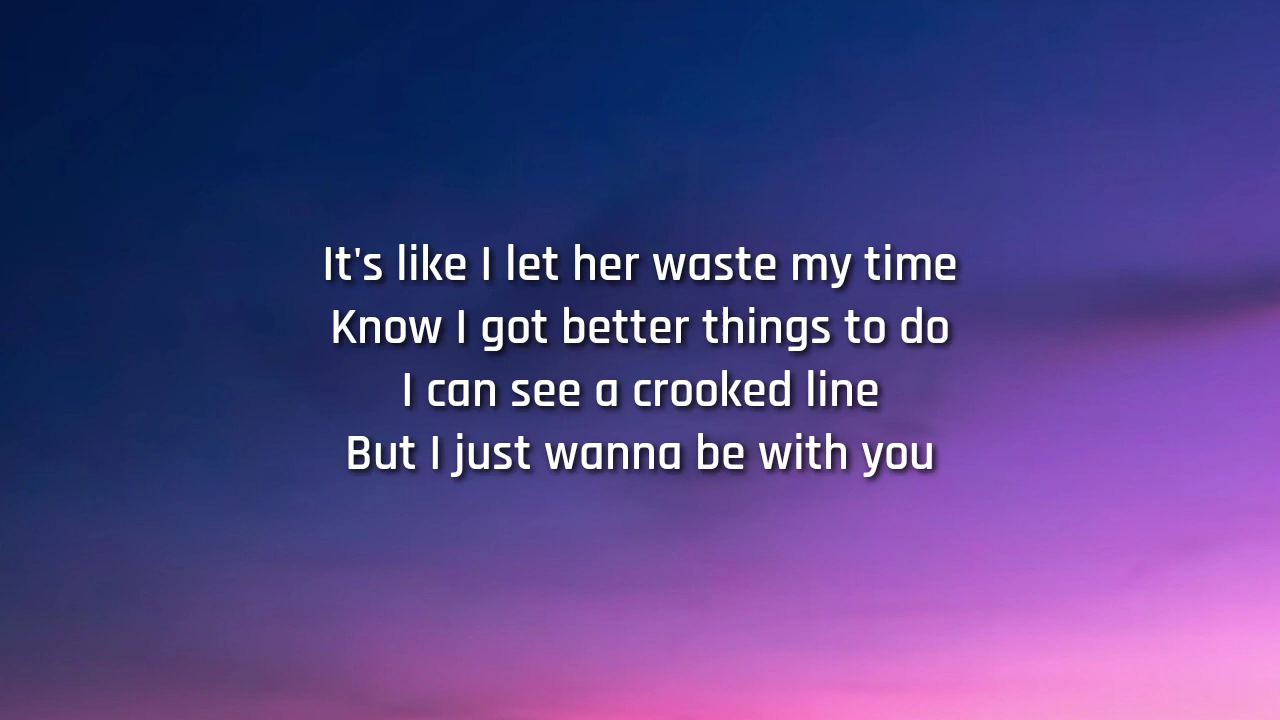 It's like I let her waste my time
Know I got better things to do
I can see a crooked line
But I just wanna be with you